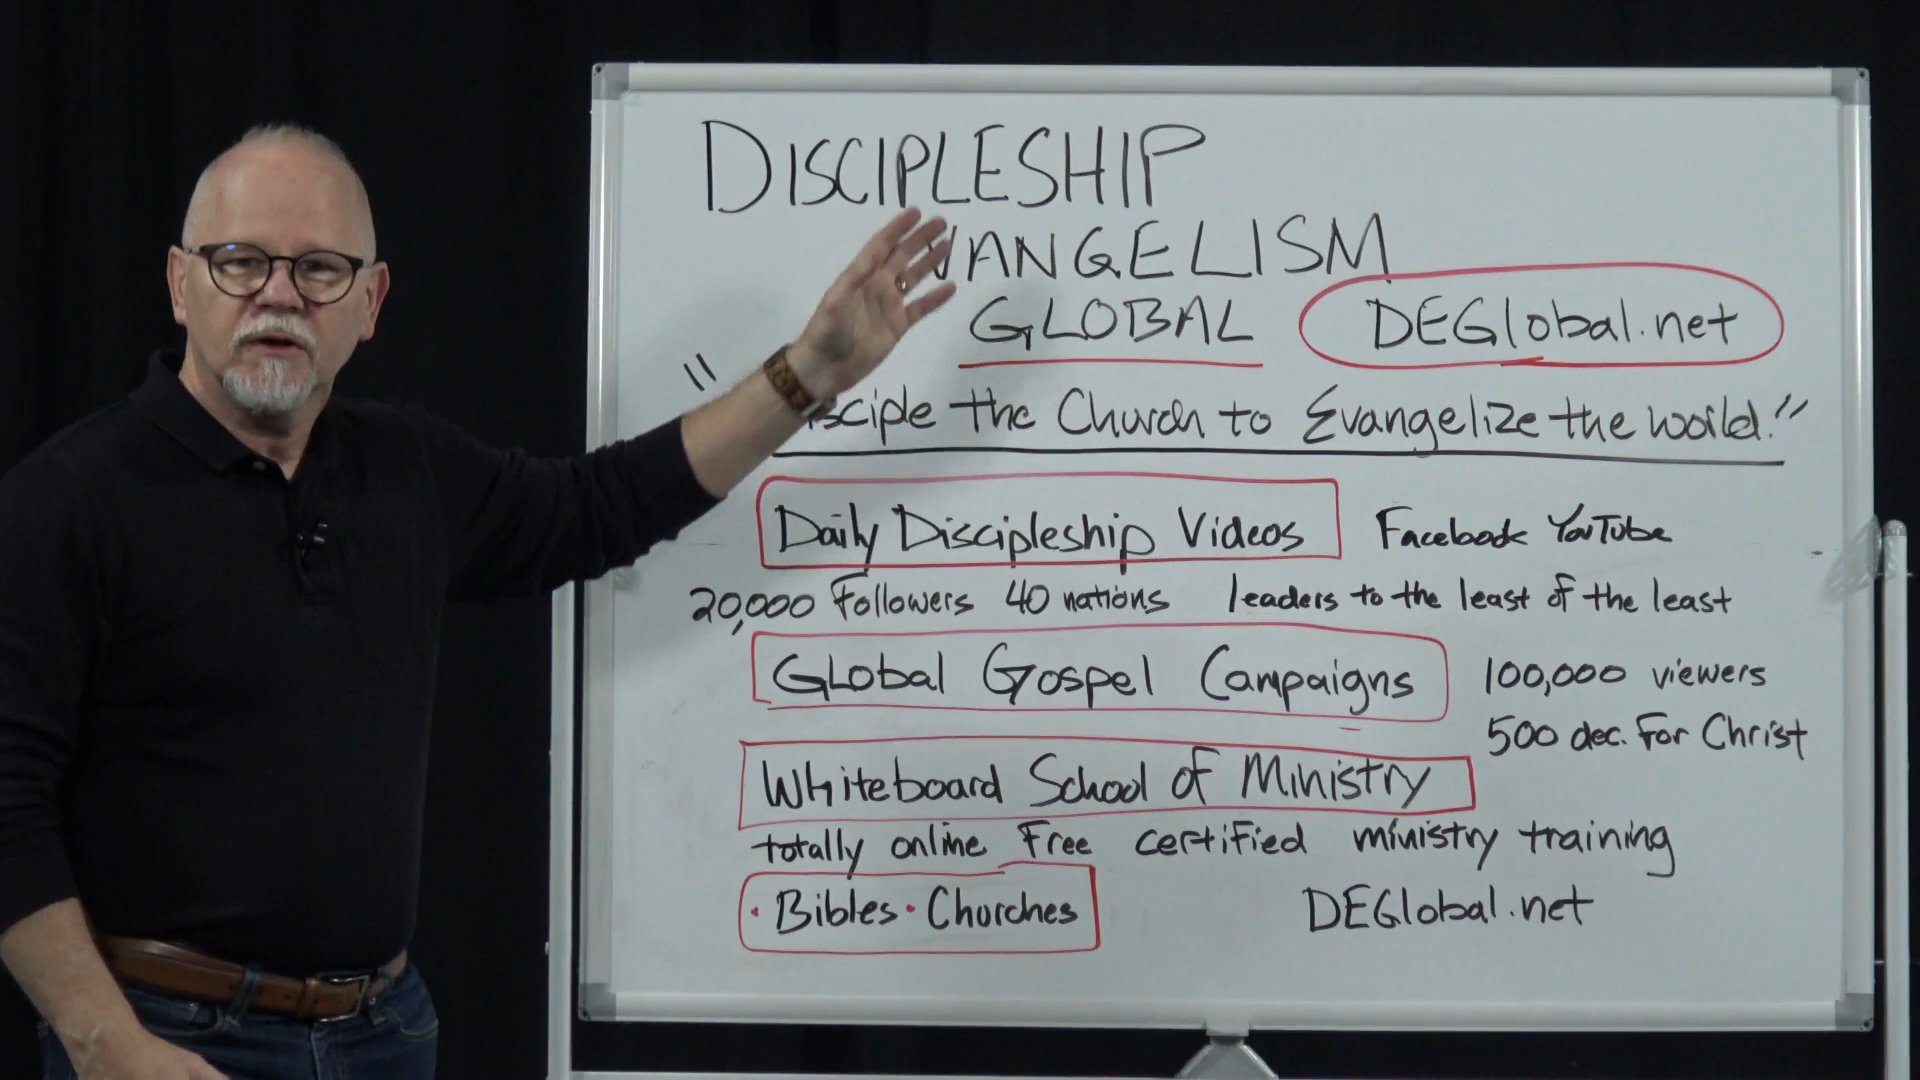 DISCIPLESHIP
VANGELISM
GLOBAL DEGlobal.net
"isciple the Church to Evangelize the world."
Daily Discipleship Videos Facebook YouTube
20,000 Followers 40 nations leaders to the least of the least
Global Gospel Campaigns 100,000 viewers
500 dec. For Christ
Whiteboard School of Ministry
totally online Free certified ministry training
• Bibles • Churches DEGlobal.net